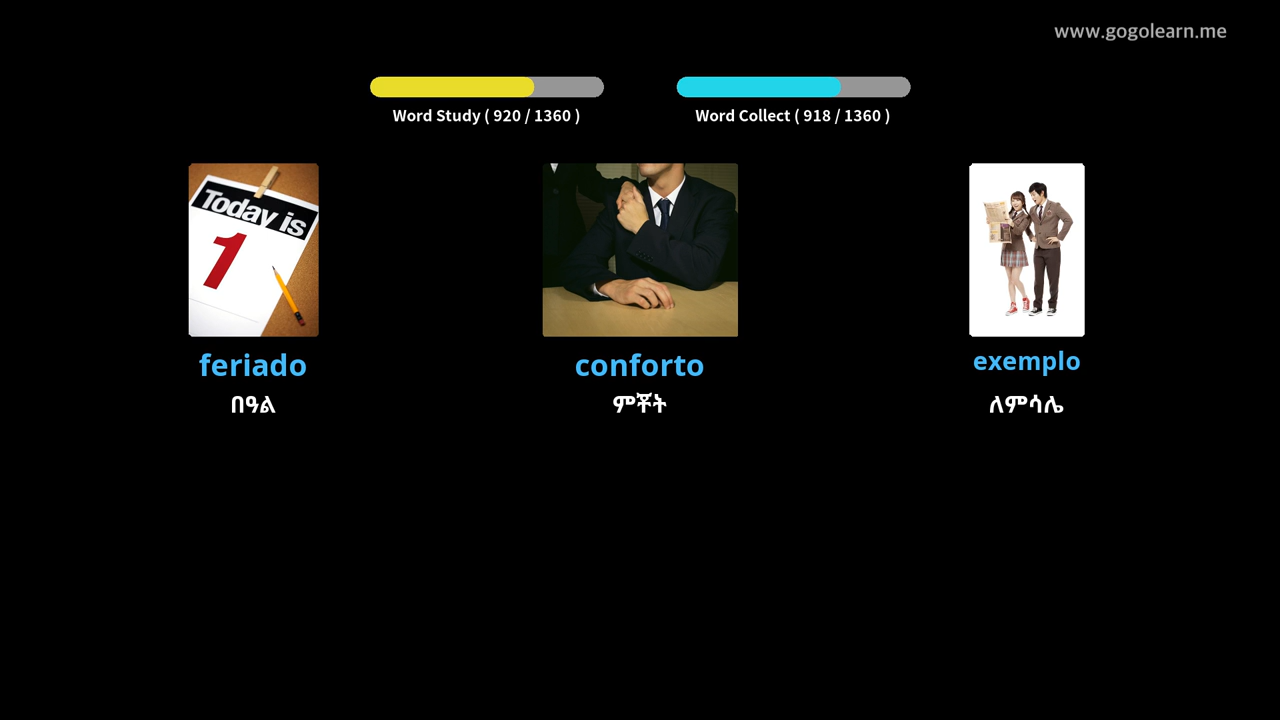 www.gogolearn.me
Word Study ( 920 / 1360 )
Word Collect ( 918 / 1360 )
Today is
1
feriado
conforto
exemplo
በዓል
ምቾት
ለምሳሌ